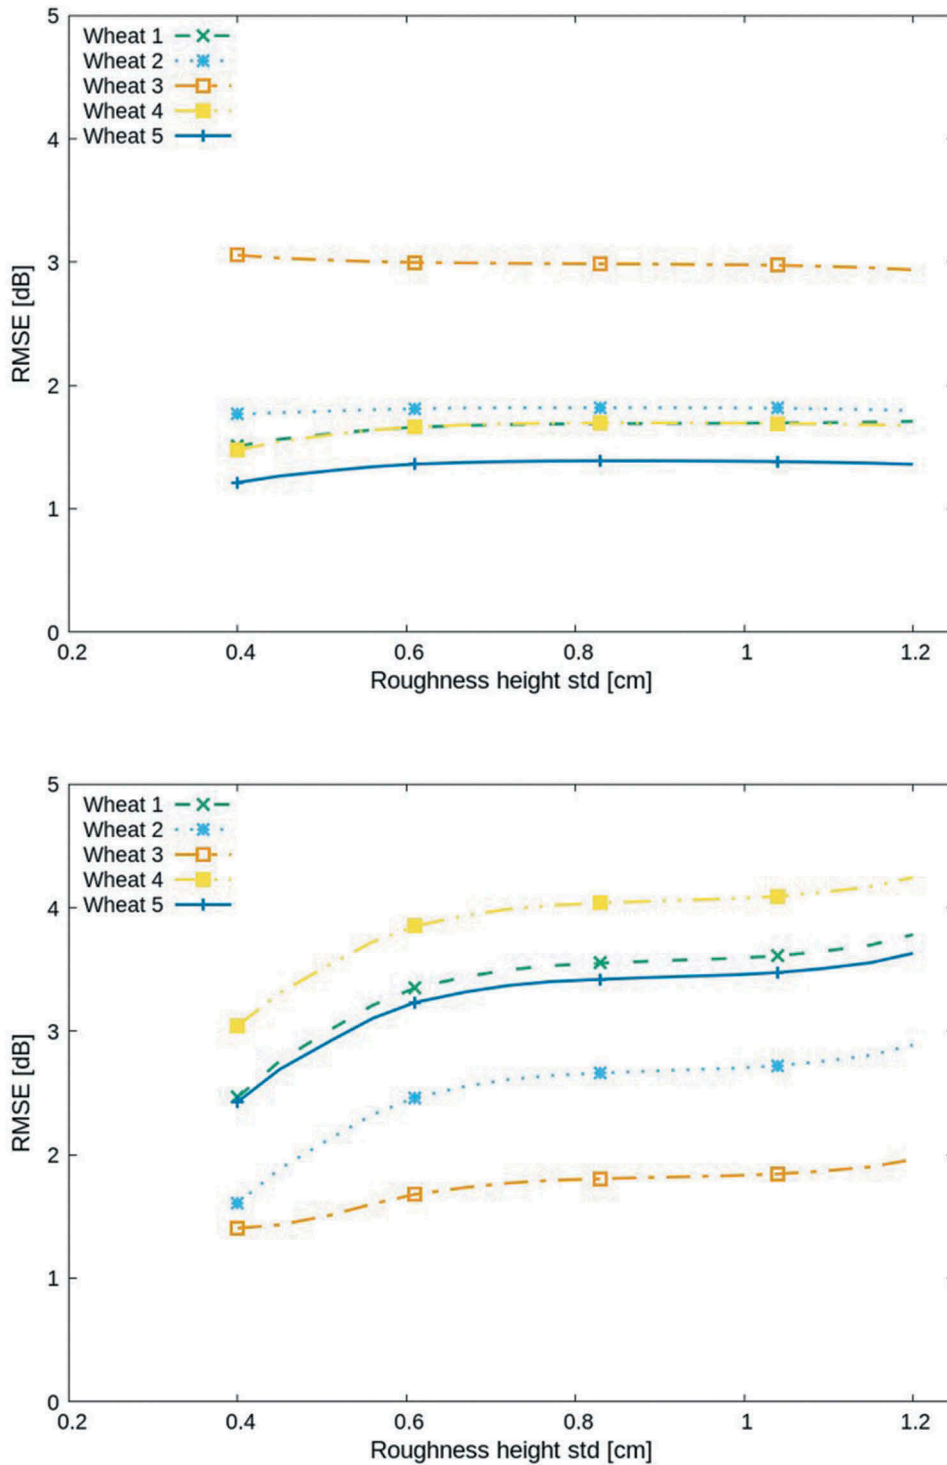 5
Wheat 1
Wheat 2
Wheat 3
Wheat 4
Wheat 5
4
3
RMSE [dB]
2
1
0
0.2 0.4 0.6 0.8 1 1.2
Roughness height std [cm]
5
Wheat 1
Wheat 2
Wheat 3
Wheat 4
Wheat 5
4
3
RMSE [dB]
2
1
0
0.2 0.4 0.6 0.8 1 1.2
Roughness height std [cm]